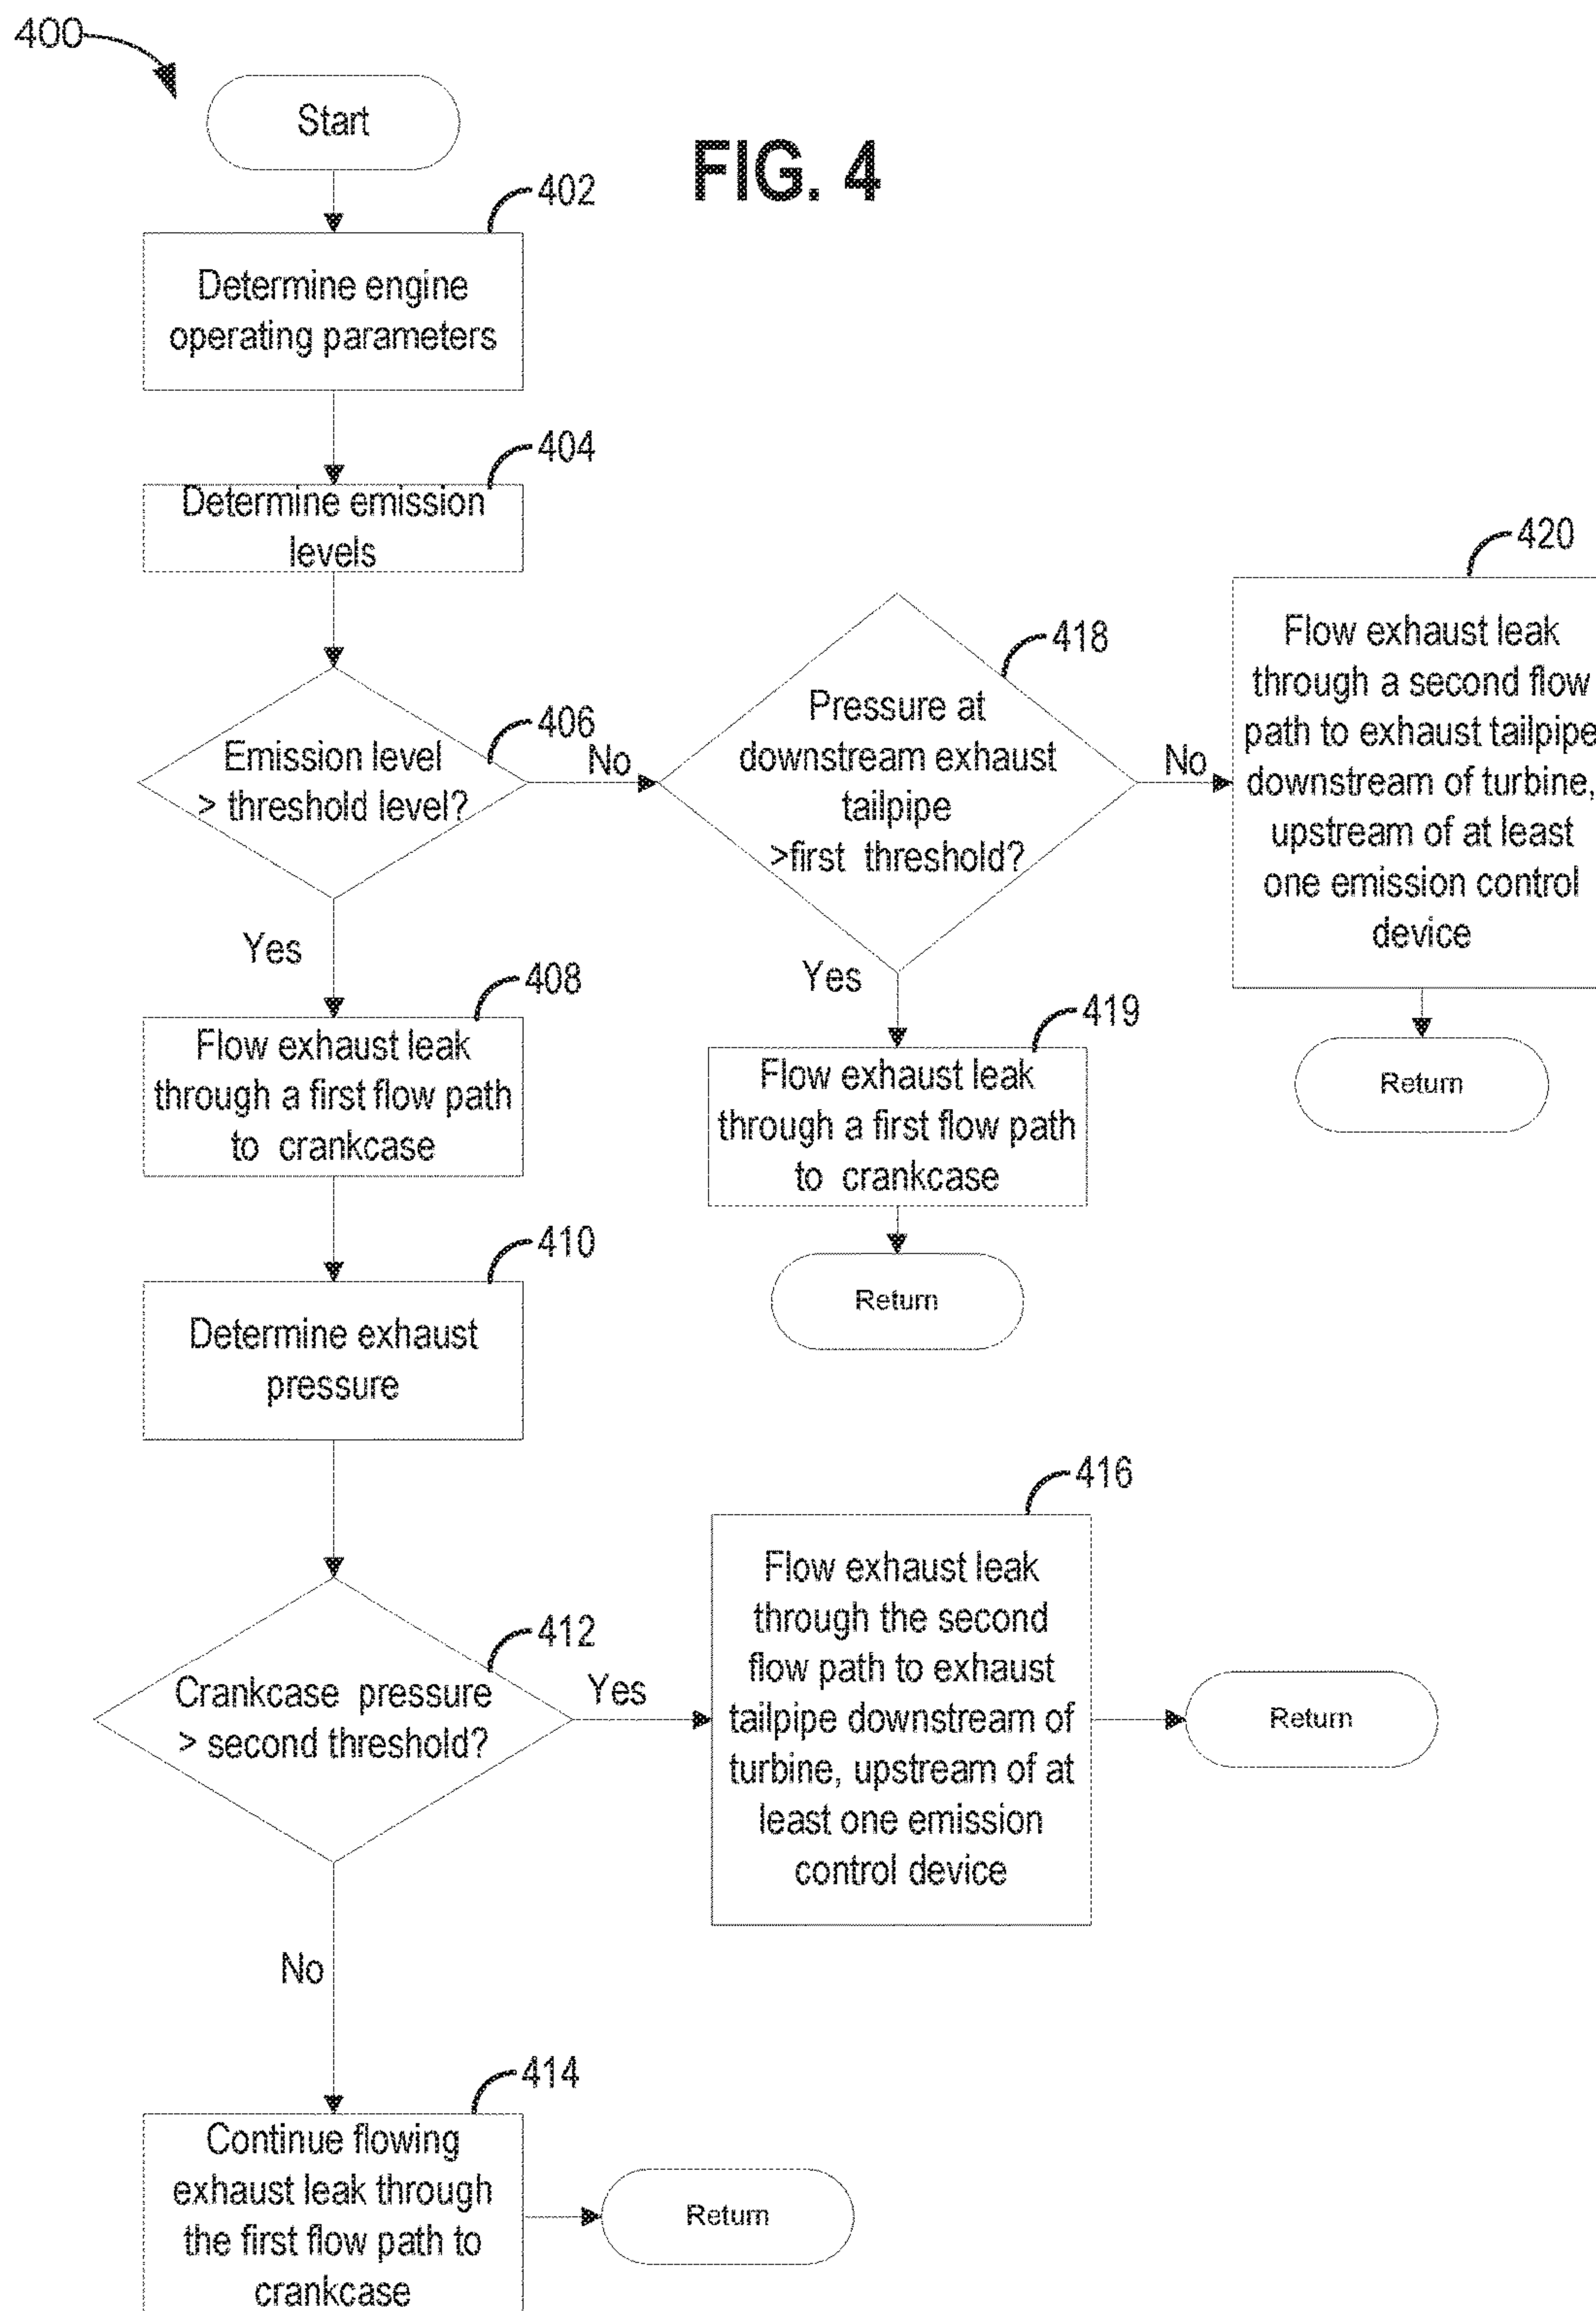 400
Start
FIG. 4
402
Determine engine
operating parameters
404
Determine emission
levels
406
Emission level
> threshold level?
No
Yes
418
Pressure at
downstream exhaust
tailpipe
>first threshold?
No
Yes
420
Flow exhaust leak
through a second flow
path to exhaust tailpipe
downstream of turbine,
upstream of at least
one emission control
device
Return
408
Flow exhaust leak
through a first flow path
to crankcase
419
Flow exhaust leak
through a first flow path
to crankcase
Return
410
Determine exhaust
pressure
412
Crankcase pressure
> second threshold?
Yes
No
416
Flow exhaust leak
through the second
flow path to exhaust
tailpipe downstream of
turbine, upstream of at
least one emission
control device
Return
414
Continue flowing
exhaust leak through
the first flow path to
crankcase
Return